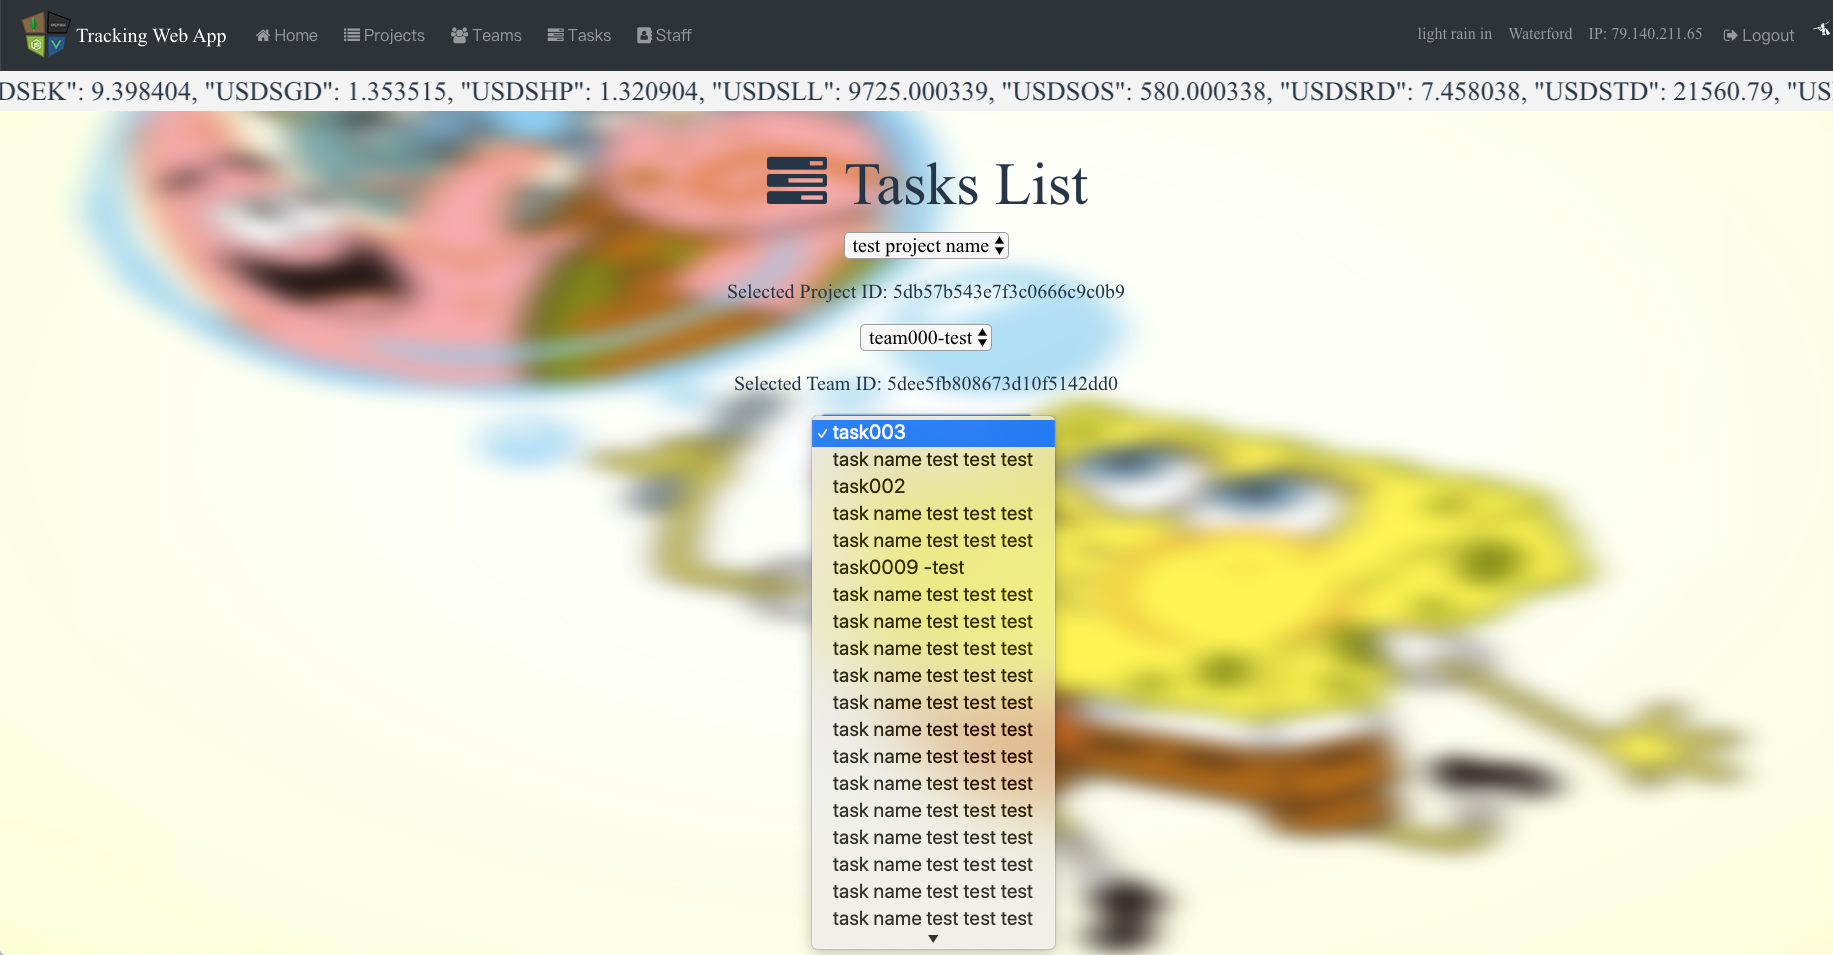 Tracking Web App Home Projects Teams Tasks Staff light rain in Waterford IP: 79.140.211.65 Logout
DSEK": 9.398404, "USDSGD": 1.353515, "USDSHP": 1.320904, "USDSLL": 9725.000339, "USDSOS": 580.000338, "USDSRD": 7.458038, "USDSTD": 21560.79, "US
Tasks List
test project name
Selected Project ID: 5db57b543e7f3c0666c9c0b9
team000-test
Selected Team ID: 5dee5fb808673d10f5142dd0
✓ task003
task name test test test
task002
task name test test test
task name test test test
task0009 -test
task name test test test
task name test test test
task name test test test
task name test test test
task name test test test
task name test test test
task name test test test
task name test test test
task name test test test
task name test test test
task name test test test
task name test test test
task name test test test